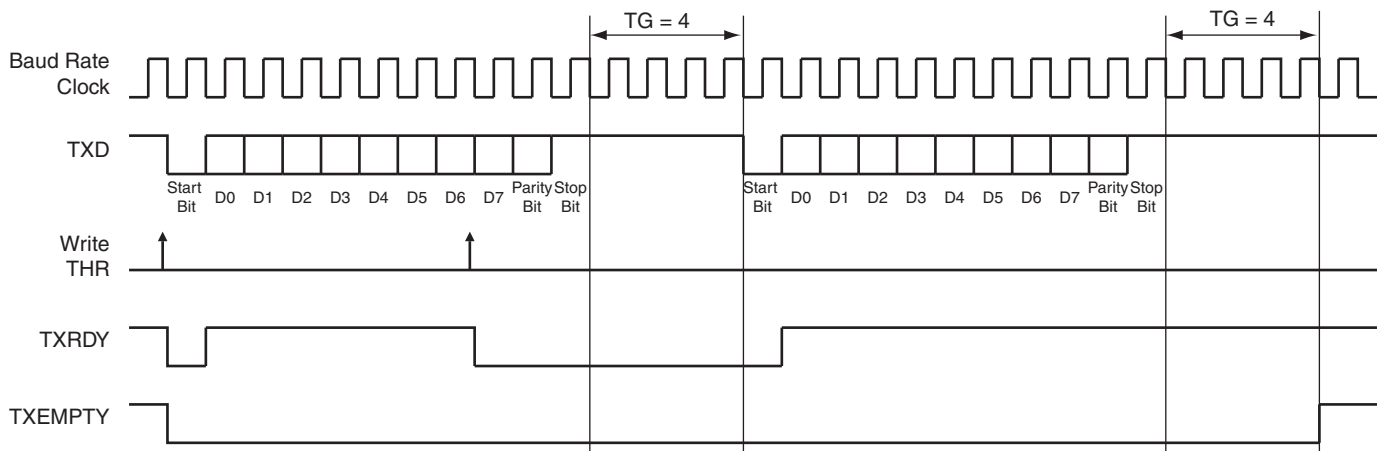 TG = 4
TG = 4
Baud Rate
Clock
TXD
Start
Bit
D0
D1
D2
D3
D4
D5
D6
D7
Parity
Bit
Stop
Bit
Start
Bit
D0
D1
D2
D3
D4
D5
D6
D7
Parity
Bit
Stop
Bit
Write
THR
TXRDY
TXEMPTY